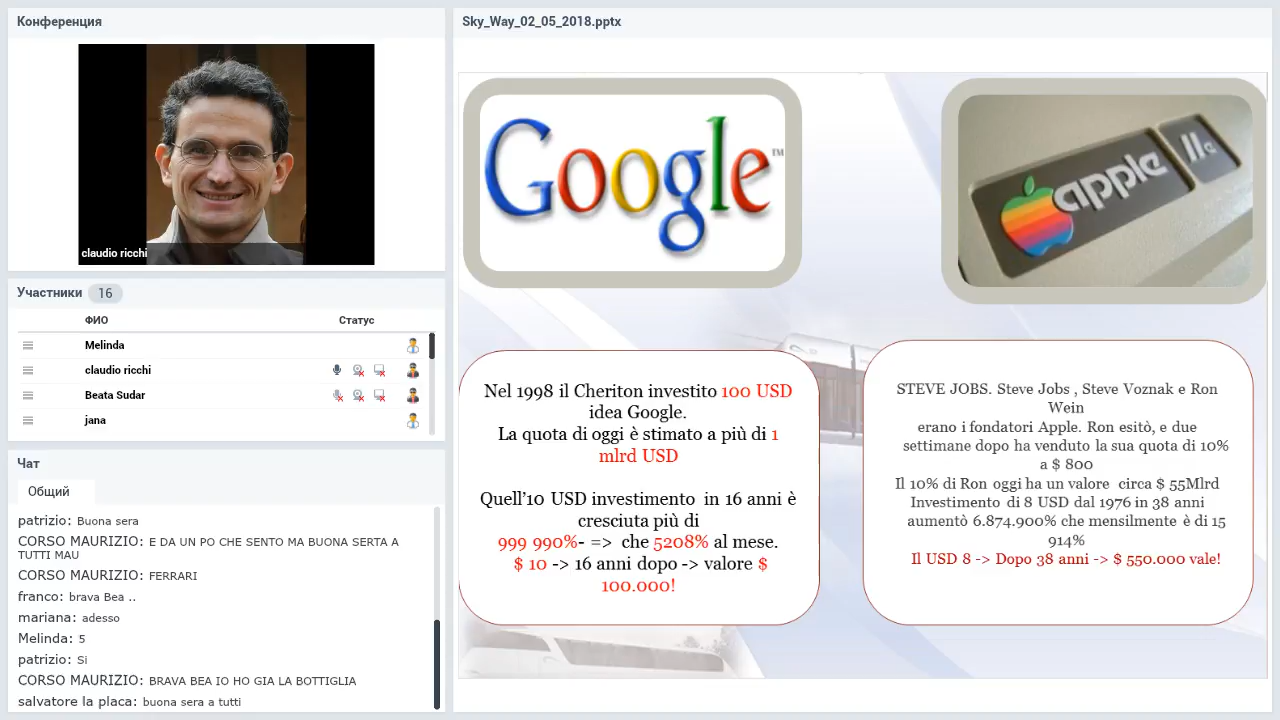 Конференция
claudio ricchi
Участники 16
ФИО Статус
Melinda
claudio ricchi
Beata Sudar
jana
Чат
Общий
patrizio: Buona sera
CORSO MAURIZIO: E DA UN PO CHE SENTO MA BUONA SERTA A
TUTTI MAU
CORSO MAURIZIO: FERRARI
franco: brava Bea ..
mariana: adesso
Melinda: 5
patrizio: Si
CORSO MAURIZIO: BRAVA BEA IO HO GIA LA BOTTIGLIA
salvatore la placa: buona sera a tutti
Sky_Way_02_05_2018.pptx
Google™
apple IIc
Nel 1998 il Cheriton investito 100 USD
idea Google.
La quota di oggi è stimato a più di 1
mlrd USD
Quell’10 USD investimento in 16 anni è
cresciuta più di
999 990%- => che 5208% al mese.
$ 10 -> 16 anni dopo -> valore $
100.000!
STEVE JOBS. Steve Jobs , Steve Voznak e Ron
Wein
erano i fondatori Apple. Ron esitò, e due
settimane dopo ha venduto la sua quota di 10%
a $ 800
Il 10% di Ron oggi ha un valore circa $ 55Mlrd
Investimento di 8 USD dal 1976 in 38 anni
aumentò 6.874.900% che mensilmente è di 15
914%
Il USD 8 -> Dopo 38 anni -> $ 550.000 vale!